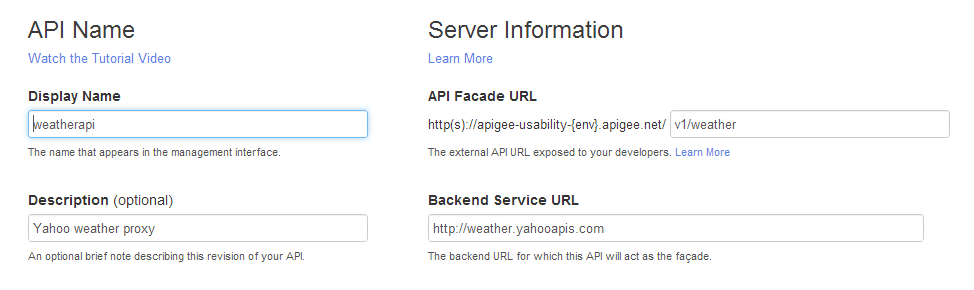 API Name
Watch the Tutorial Video
Display Name
weatherapi
The name that appears in the management interface.
Description (optional)
Yahoo weather proxy
An optional brief note describing this revision of your API.
Server Information
Learn More
API Facade URL
http(s)://apigee-usability-{env}.apigee.net/ v1/weather
The external API URL exposed to your developers. Learn More
Backend Service URL
http://weather.yahooapis.com
The backend URL for which this API will act as the façade.